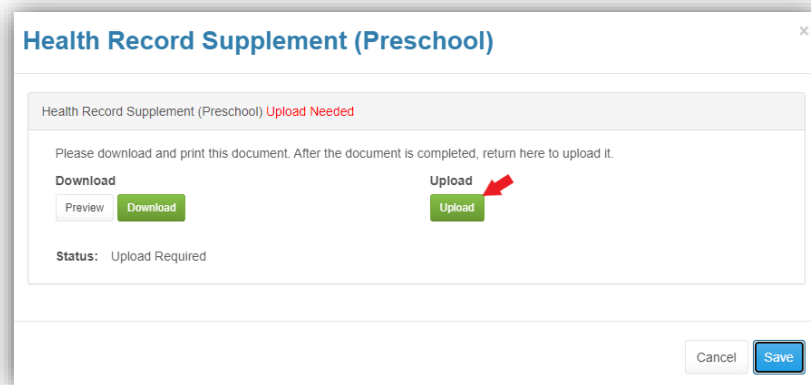 Health Record Supplement (Preschool)
×
Health Record Supplement (Preschool) Upload Needed
Please download and print this document. After the document is completed, return here to upload it.
Download Upload
Preview Download Upload
Status: Upload Required
Cancel Save